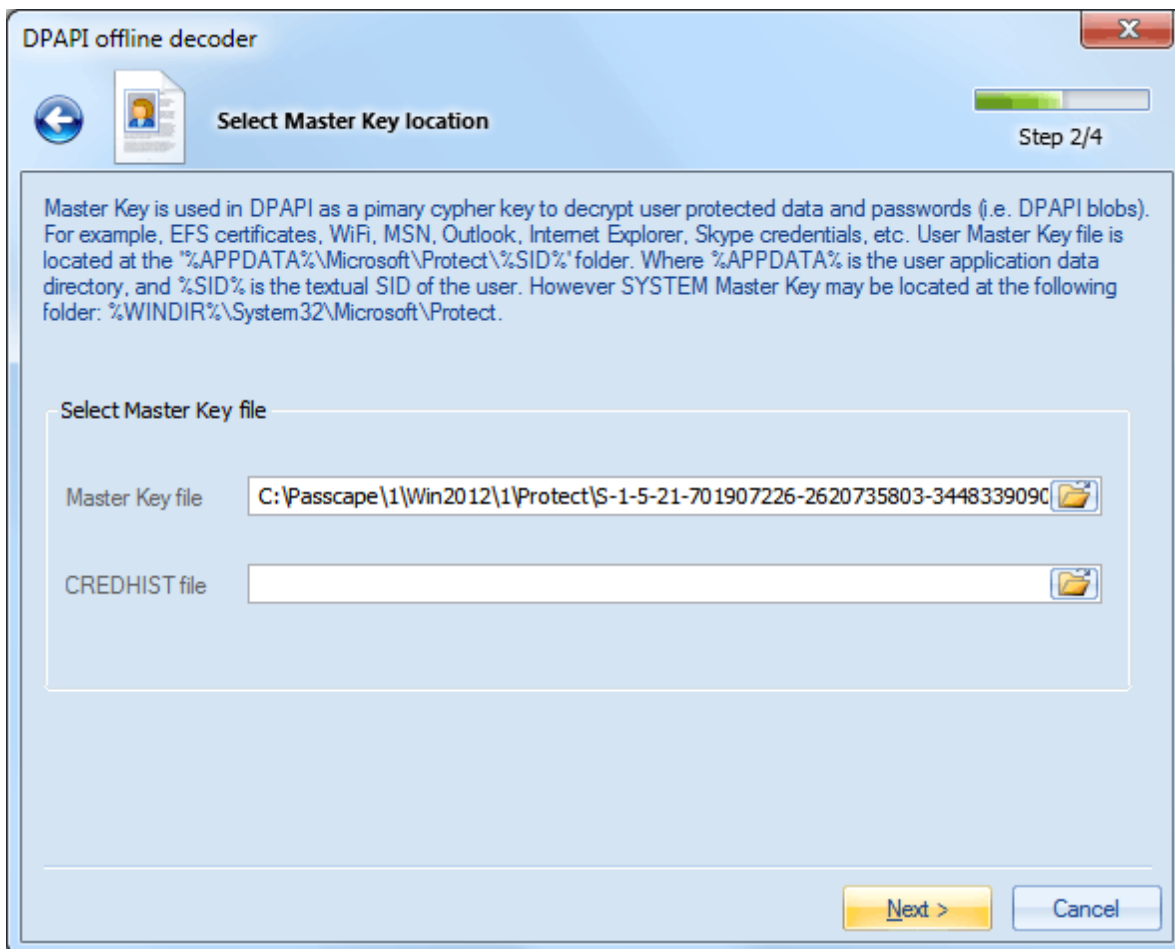 DPAPI offline decoder
Select Master Key location
Step 2/4
Master Key is used in DPAPI as a pimary cypher key to decrypt user protected data and passwords (i.e. DPAPI blobs).
For example, EFS certificates, WiFi, MSN, Outlook, Internet Explorer, Skype credentials, etc. User Master Key file is
located at the "%APPDATA%\Microsoft\Protect\%SID%" folder. Where %APPDATA% is the user application data
directory, and %SID% is the textual SID of the user. However SYSTEM Master Key may be located at the following
folder: %WINDIR%\System32\Microsoft\Protect.
Select Master Key file
Master Key file C:\Passcape\1\Win2012\1\Protect\S-1-5-21-701907226-2620735803-3448339090
CREDHIST file
Next >
Cancel